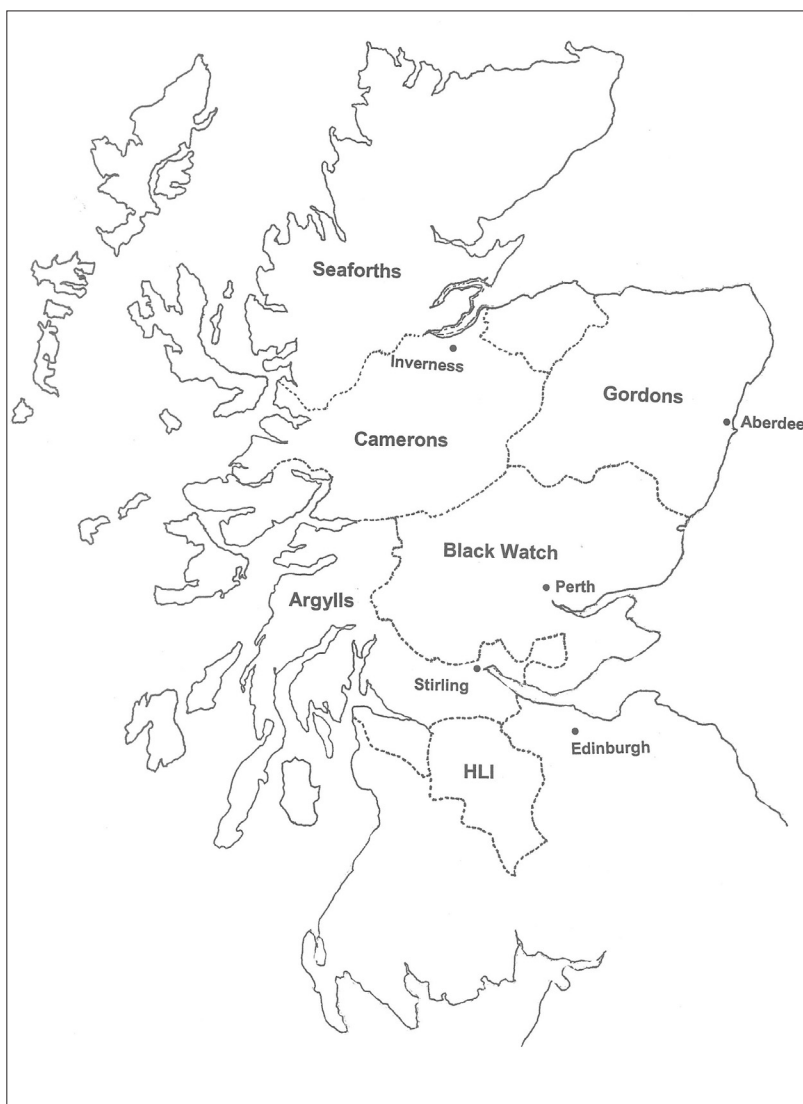 Seaforths
Inverness
Gordons
Aberdee
Camerons
Black Watch
Perth
Argylls
Stirling
Edinburgh
HLI